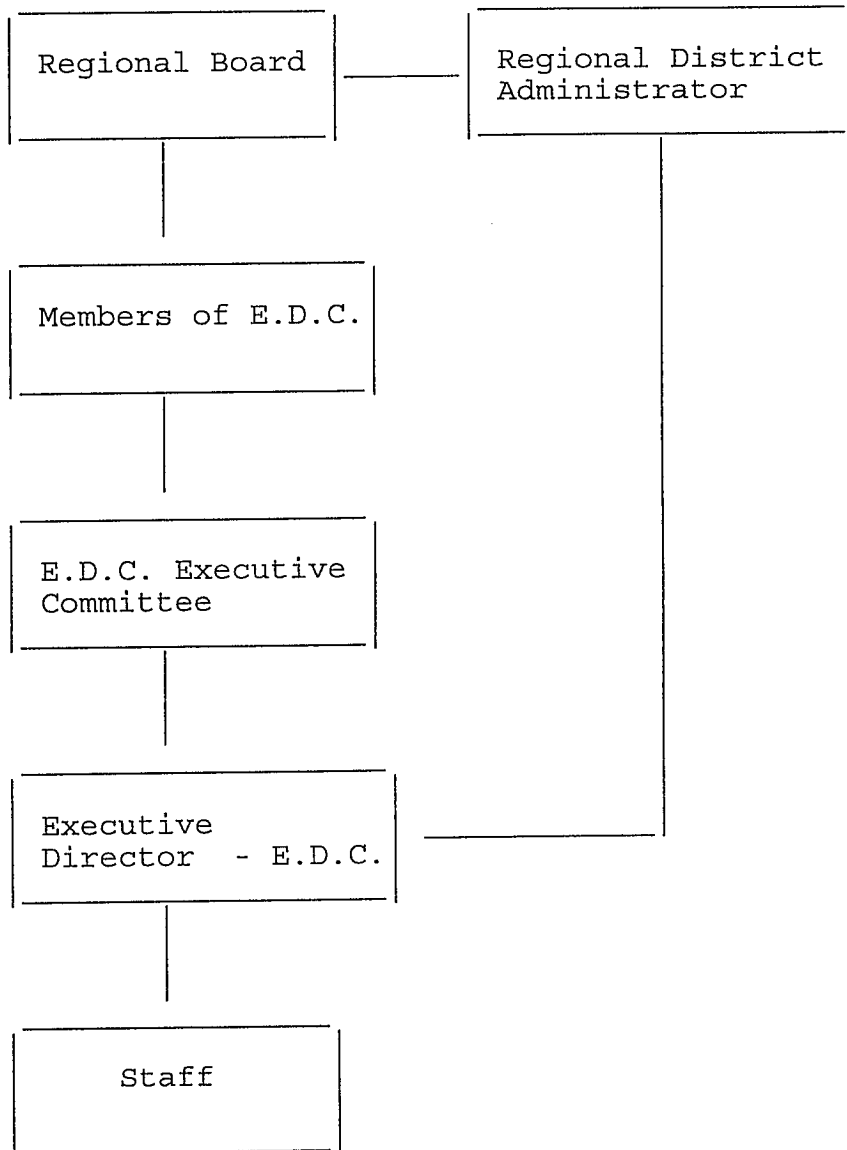 Regional Board
Regional District
Administrator
Members of E.D.C.
E.D.C. Executive
Committee
Executive
Director - E.D.C.
Staff